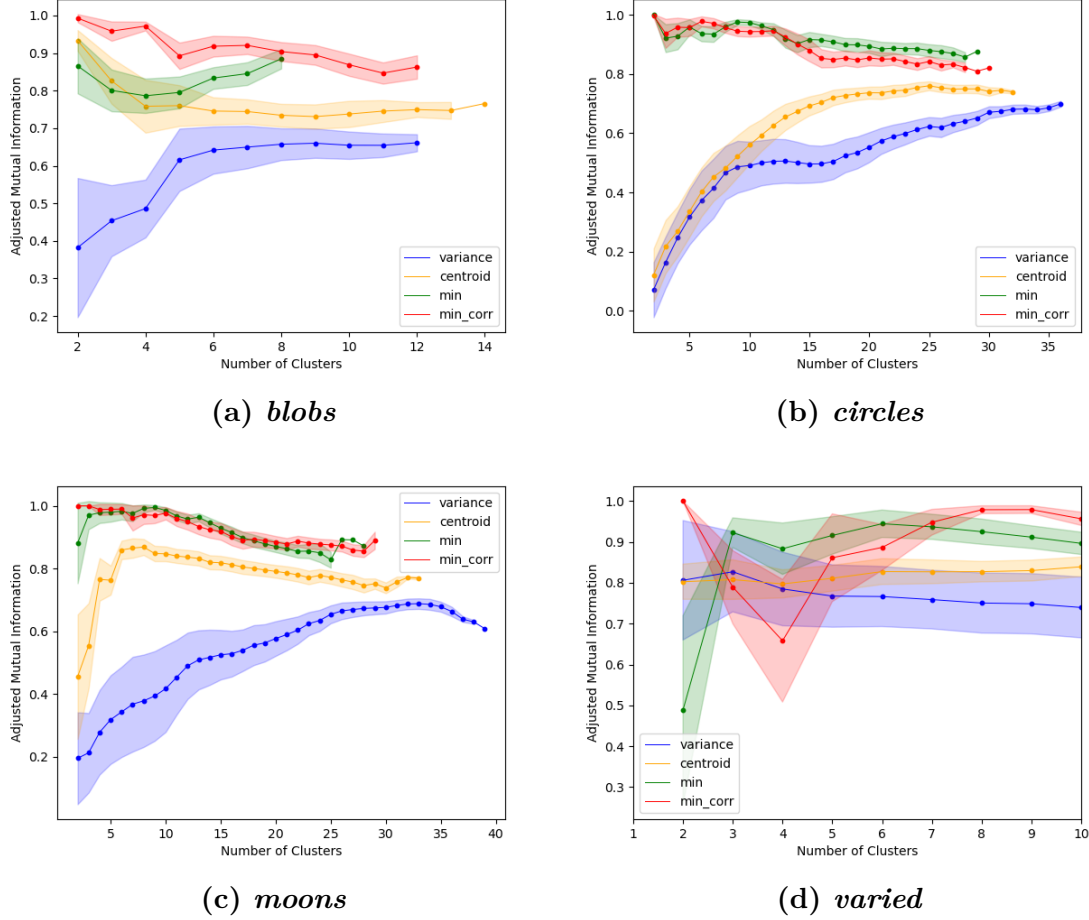 1.0
0.9
0.8
0.7
0.6
0.5
0.4
0.3
0.2
Adjusted Mutual Information
2 4 6 8 10 12 14
Number of Clusters
variance
centroid
min
min_corr
(a) blobs
1.0
0.8
0.6
0.4
0.2
0.0
Adjusted Mutual Information
5 10 15 20 25 30 35
Number of Clusters
variance
centroid
min
min_corr
(b) circles
1.0
0.8
0.6
0.4
0.2
Adjusted Mutual Information
5 10 15 20 25 30 35 40
Number of Clusters
variance
centroid
min
min_corr
(c) moons
1.0
0.9
0.8
0.7
0.6
0.5
0.4
0.3
Adjusted Mutual Information
1 2 3 4 5 6 7 8 9 10
Number of Clusters
variance
centroid
min
min_corr
(d) varied